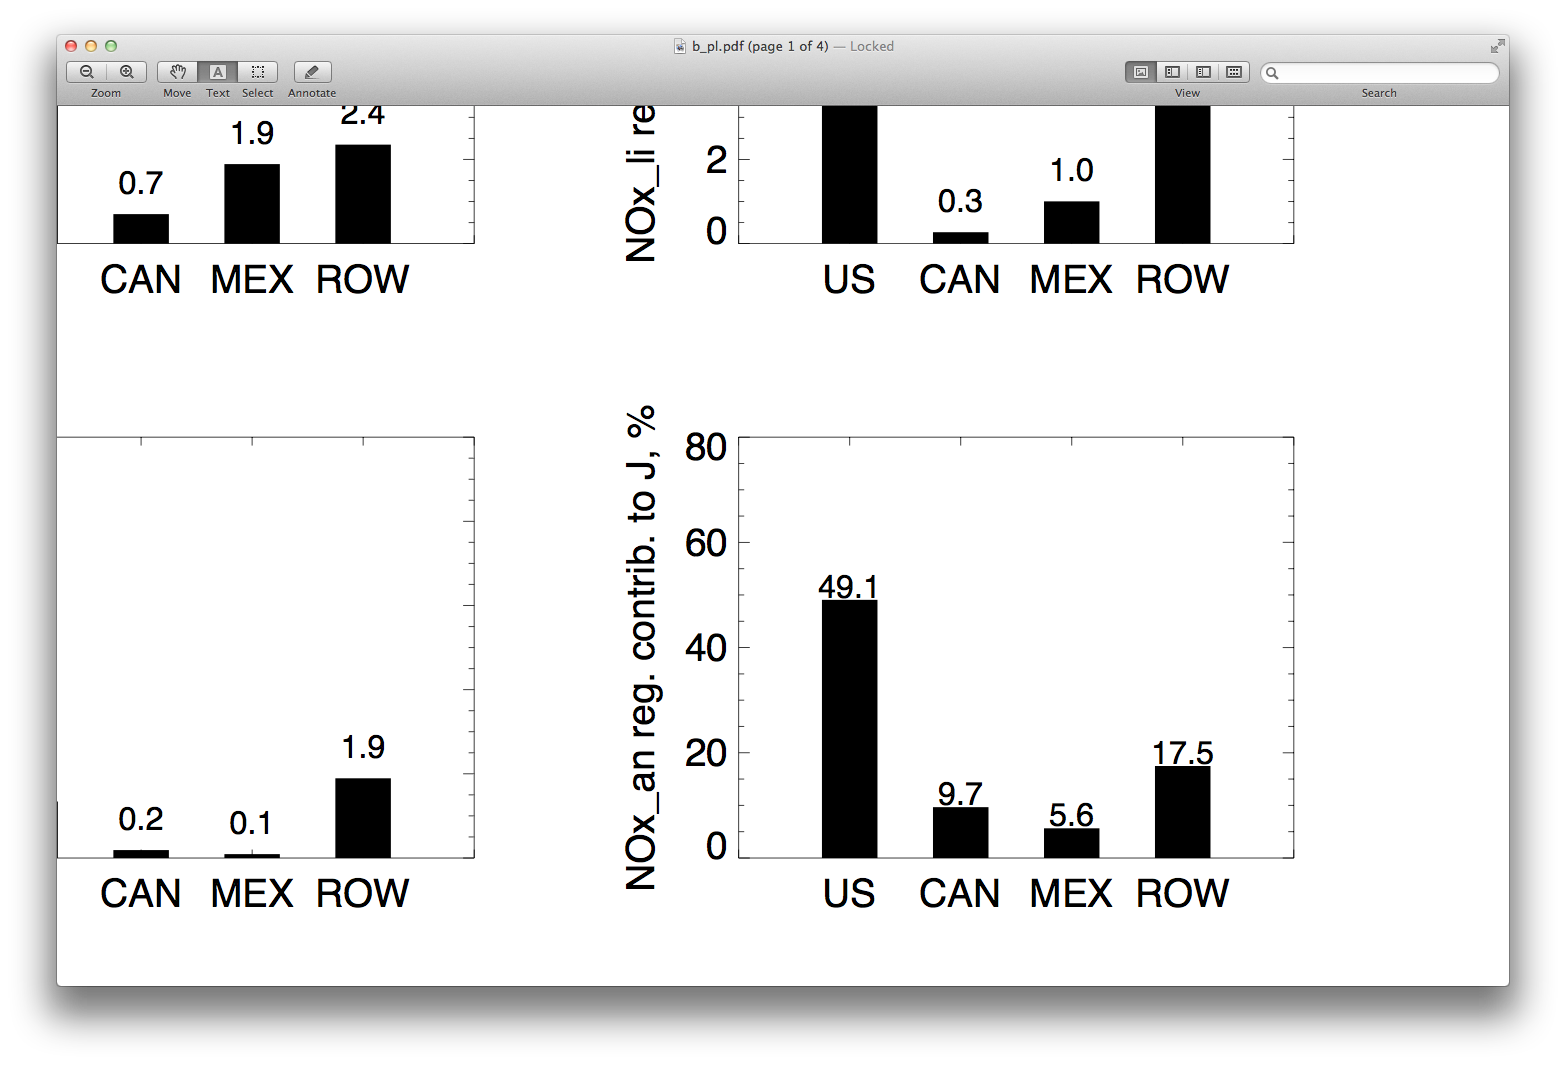 b_pl.pdf (page 1 of 4) — Locked
Zoom
Move
Text
Select
Annotate
View
Search
2.4
1.9
0.7
CAN MEX ROW
NOx_li re
2
0
0.3
1.0
US CAN MEX ROW
0.2
0.1
1.9
CAN MEX ROW
NOx_an reg. contrib. to J, %
80
60
40
20
0
49.1
9.7
5.6
17.5
US CAN MEX ROW